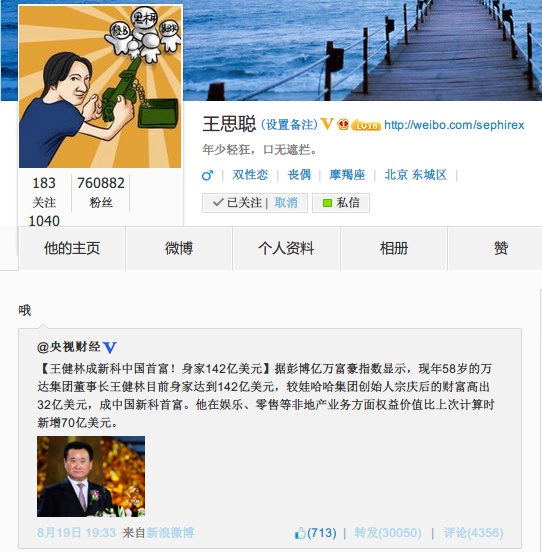 王思聪 (设置备注) V LV18 http://weibo.com/sephirex
年少轻狂，口无遮拦。
♂ | 双性恋 | 丧偶 | 摩羯座 | 北京 东城区 |
183 760882
关注 粉丝
1040
已关注 | 取消 私信
他的主页 微博 个人资料 相册 赞
哦
@央视财经 V
【王健林成新科中国首富！身家142亿美元】据彭博亿万富豪指数显示，现年58岁的万
达集团董事长王健林目前身家达到142亿美元，较娃哈哈集团创始人宗庆后的财富高出
32亿美元，成中国新科首富。他在娱乐、零售等非地产业务方面权益价值比上次计算时
新增70亿美元。
8月19日 19:33 来自新浪微博 (713) | 转发(30050) | 评论(4356)